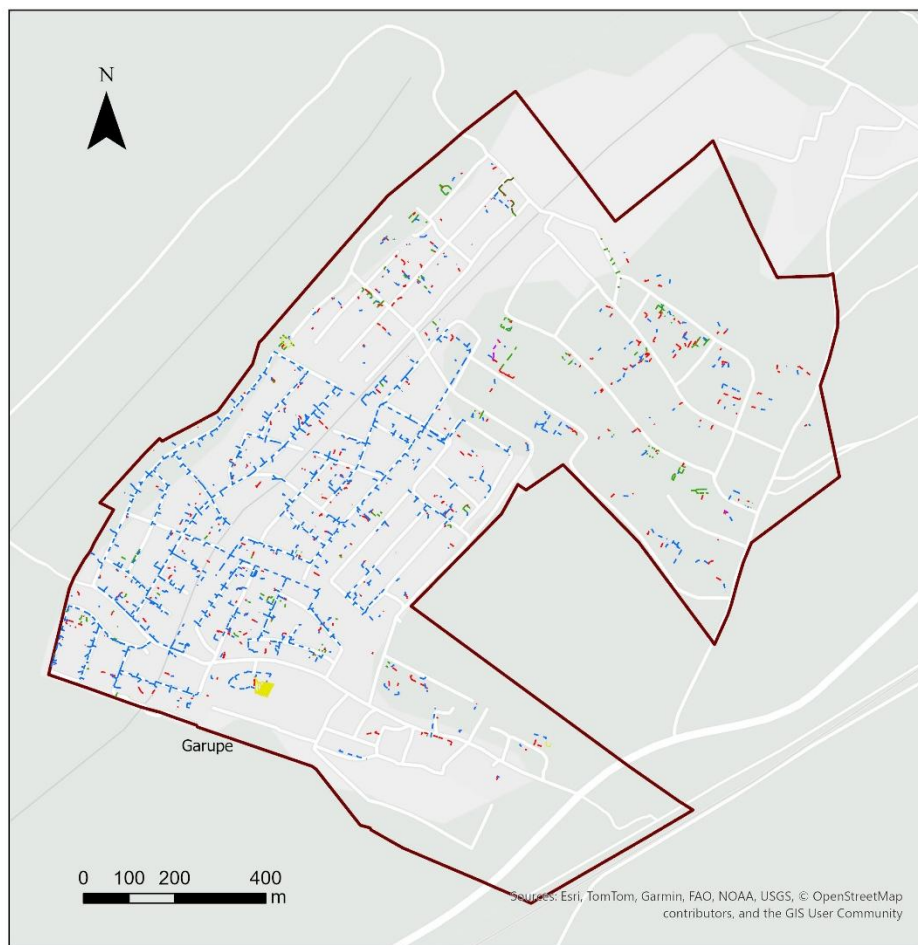 N
Garupe
0 100 200 400
m
Sources: Esri, TomTom, Garmin, FAO, NOAA, USGS, © OpenStreetMap
contributors, and the GIS User Community